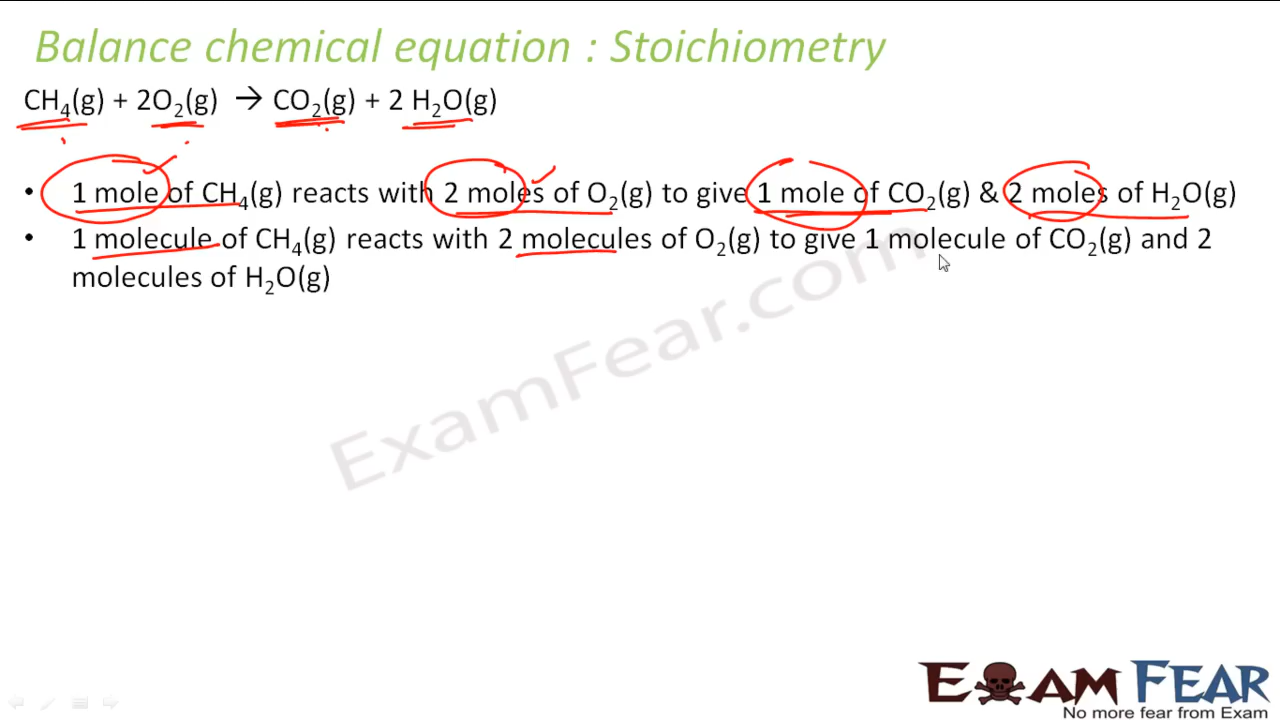 Balance chemical equation : Stoichiometry
CH₄(g) + 2O₂(g) → CO₂(g) + 2 H₂O(g)
• 1 mole of CH₄(g) reacts with 2 moles of O₂(g) to give 1 mole of CO₂(g) & 2 moles of H₂O(g)
• 1 molecule of CH₄(g) reacts with 2 molecules of O₂(g) to give 1 molecule of CO₂(g) and 2
molecules of H₂O(g)
ExamFear.com
EXAM FEAR
No more fear from Exam